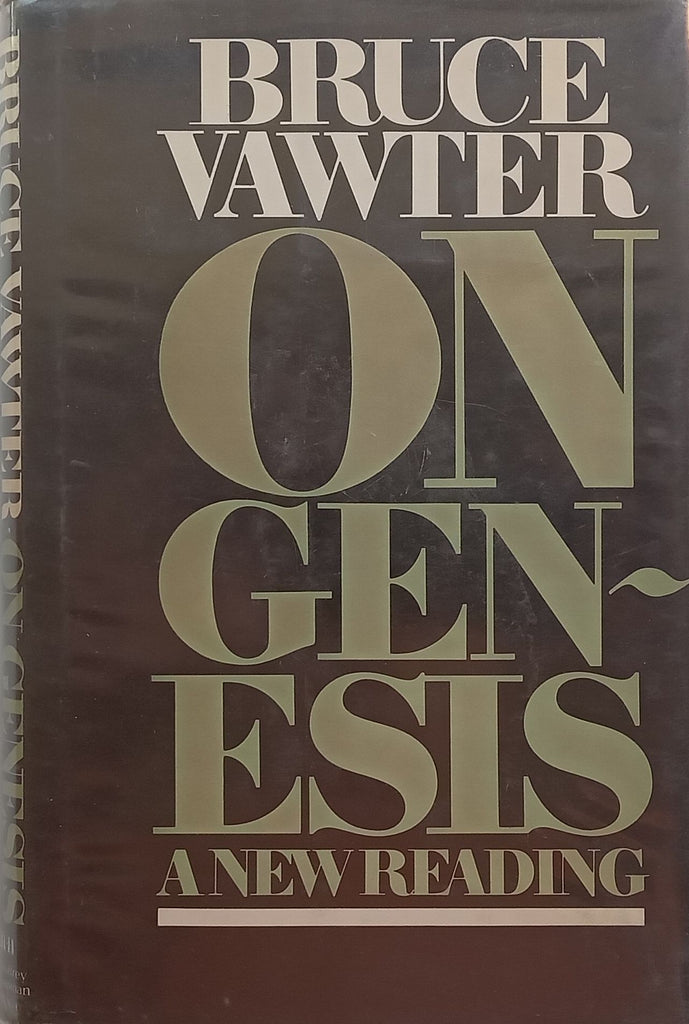 BRUCE
VAWTER
ON
GEN~
ESIS
A NEW READING
BRUCE VAWTER · ON GENESIS